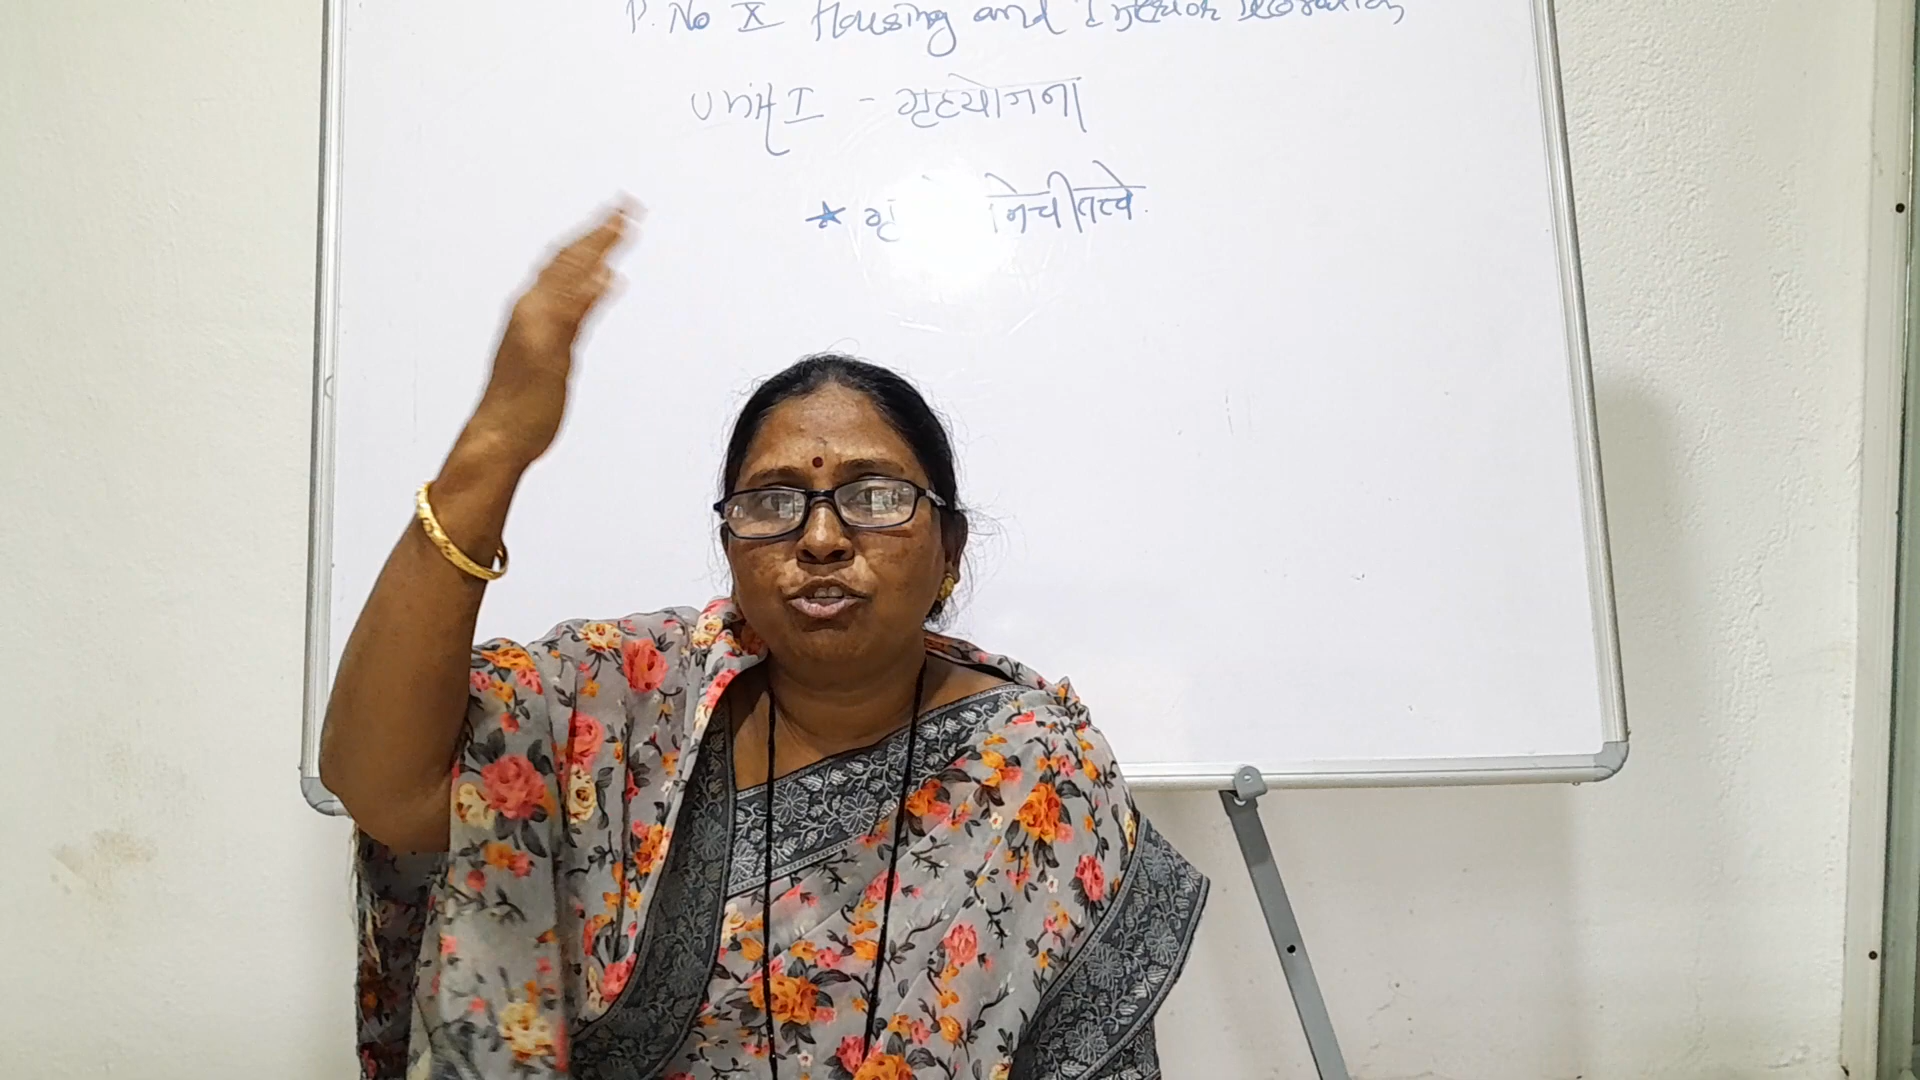 P. No X Housing and Interior Decoration
Unit I - गृहयोजना
★ तत्वे.